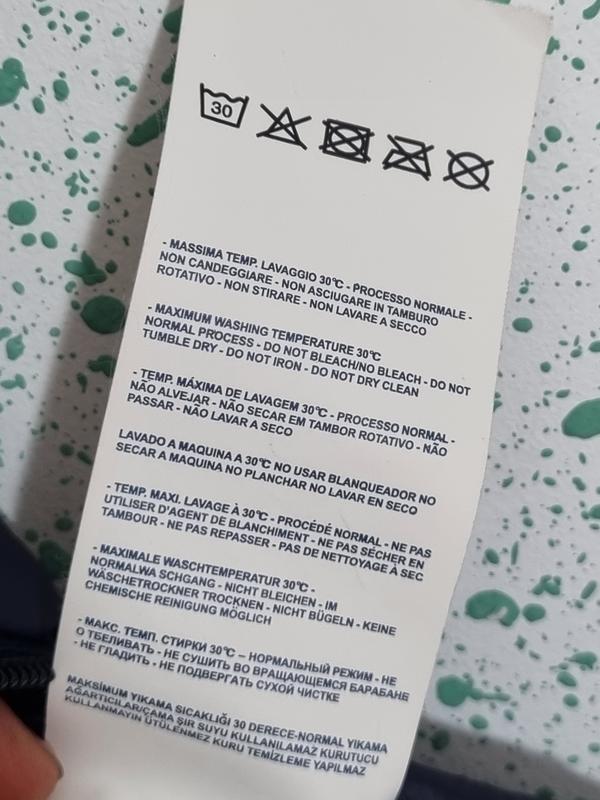 30
- MASSIMA TEMP. LAVAGGIO 30°C - PROCESSO NORMALE -
NON CANDEGGIARE - NON ASCIUGARE IN TAMBURO
ROTATIVO - NON STIRARE - NON LAVARE A SECCO
- MAXIMUM WASHING TEMPERATURE 30°C
NORMAL PROCESS - DO NOT BLEACH/NO BLEACH - DO NOT
TUMBLE DRY - DO NOT IRON - DO NOT DRY CLEAN
- TEMP. MÁXIMA DE LAVAGEM 30°C - PROCESSO NORMAL -
NÃO ALVEJAR - NÃO SECAR EM TAMBOR ROTATIVO - NÃO
PASSAR - NÃO LAVAR A SECO
LAVADO A MAQUINA A 30°C NO USAR BLANQUEADOR NO
SECAR A MAQUINA NO PLANCHAR NO LAVAR EN SECO
- TEMP. MAXI. LAVAGE À 30°C - PROCÉDÉ NORMAL - NE PAS
UTILISER D'AGENT DE BLANCHIMENT - NE PAS SÉCHER EN
TAMBOUR - NE PAS REPASSER - PAS DE NETTOYAGE À SEC
- MAXIMALE WASCHTEMPERATUR 30°C -
NORMALWA SCHGANG - NICHT BLEICHEN - IM
WÄSCHETROCKNER TROCKNEN - NICHT BÜGELN - KEINE
CHEMISCHE REINIGUNG MÖGLICH
- МАКС. ТЕМП. СТИРКИ 30°C – НОРМАЛЬНЫЙ РЕЖИМ - НЕ
О ТБЕЛИВАТЬ - НЕ СУШИТЬ ВО ВРАЩАЮЩЕМСЯ БАРАБАНЕ
- НЕ ГЛАДИТЬ - НЕ ПОДВЕРГАТЬ СУХОЙ ЧИСТКЕ
MAKSİMUM YIKAMA SICAKLIĞI 30 DERECE-NORMAL YIKAMA
AĞARTICILAR/ÇAMA ŞIR SUYU KULLANILAMAZ KURUTUCU
KULLANMAYIN ÜTÜLENMEZ KURU TEMİZLEME YAPILMAZ